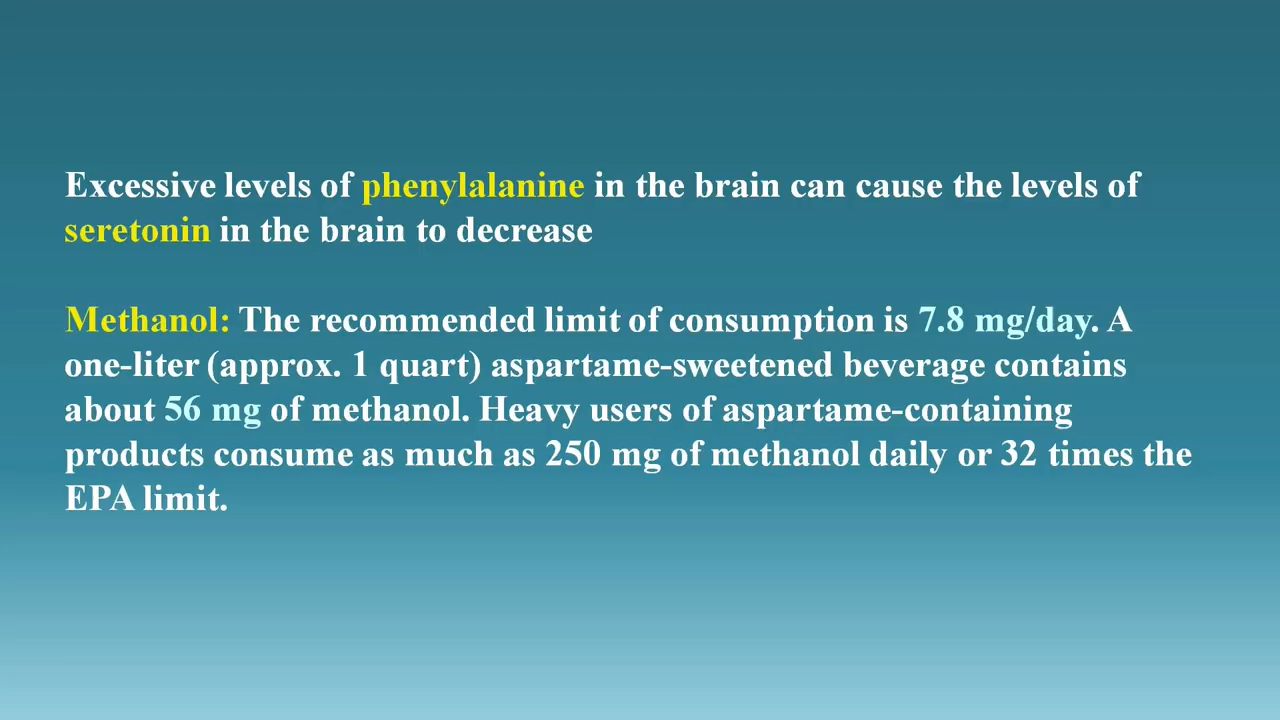 Excessive levels of phenylalanine in the brain can cause the levels of
seretonin in the brain to decrease
Methanol: The recommended limit of consumption is 7.8 mg/day. A
one-liter (approx. 1 quart) aspartame-sweetened beverage contains
about 56 mg of methanol. Heavy users of aspartame-containing
products consume as much as 250 mg of methanol daily or 32 times the
EPA limit.